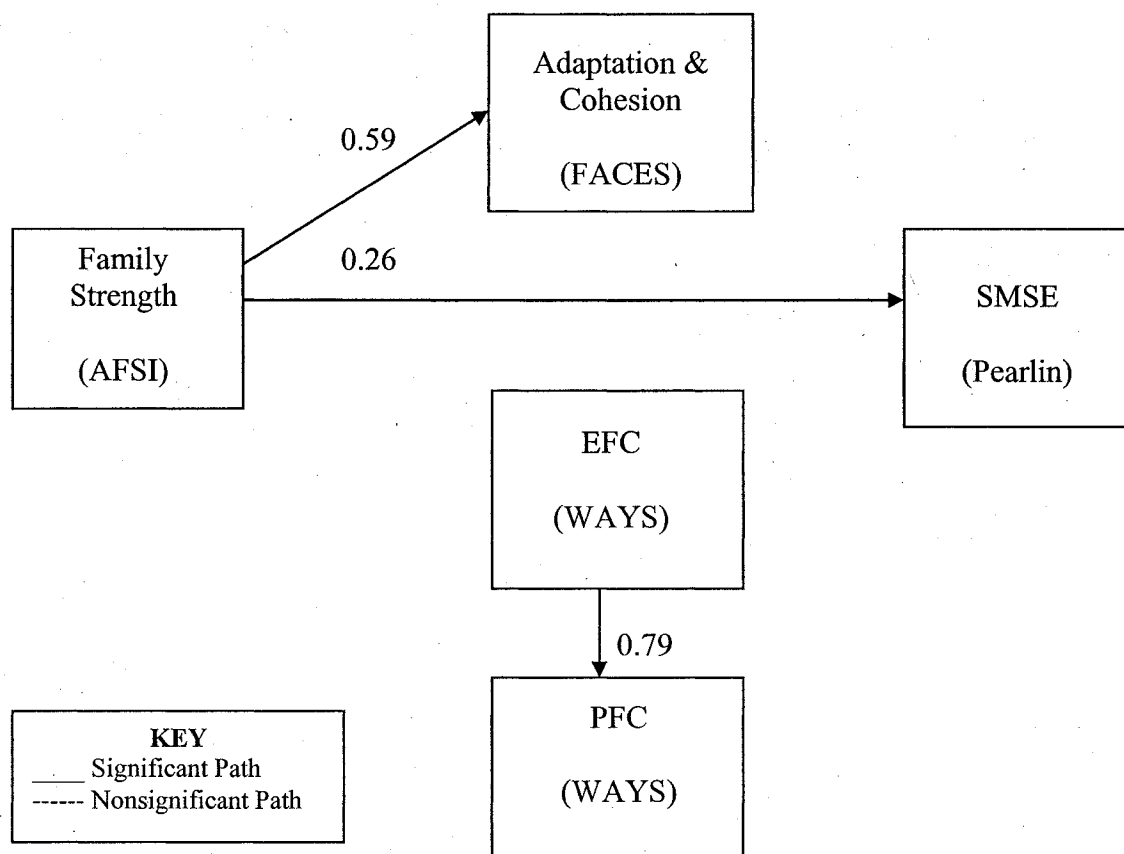 Adaptation &
Cohesion
(FACES)
0.59
Family
Strength
(AFSI)
0.26
SMSE
(Pearlin)
EFC
(WAYS)
0.79
PFC
(WAYS)
KEY
____ Significant Path
------ Nonsignificant Path